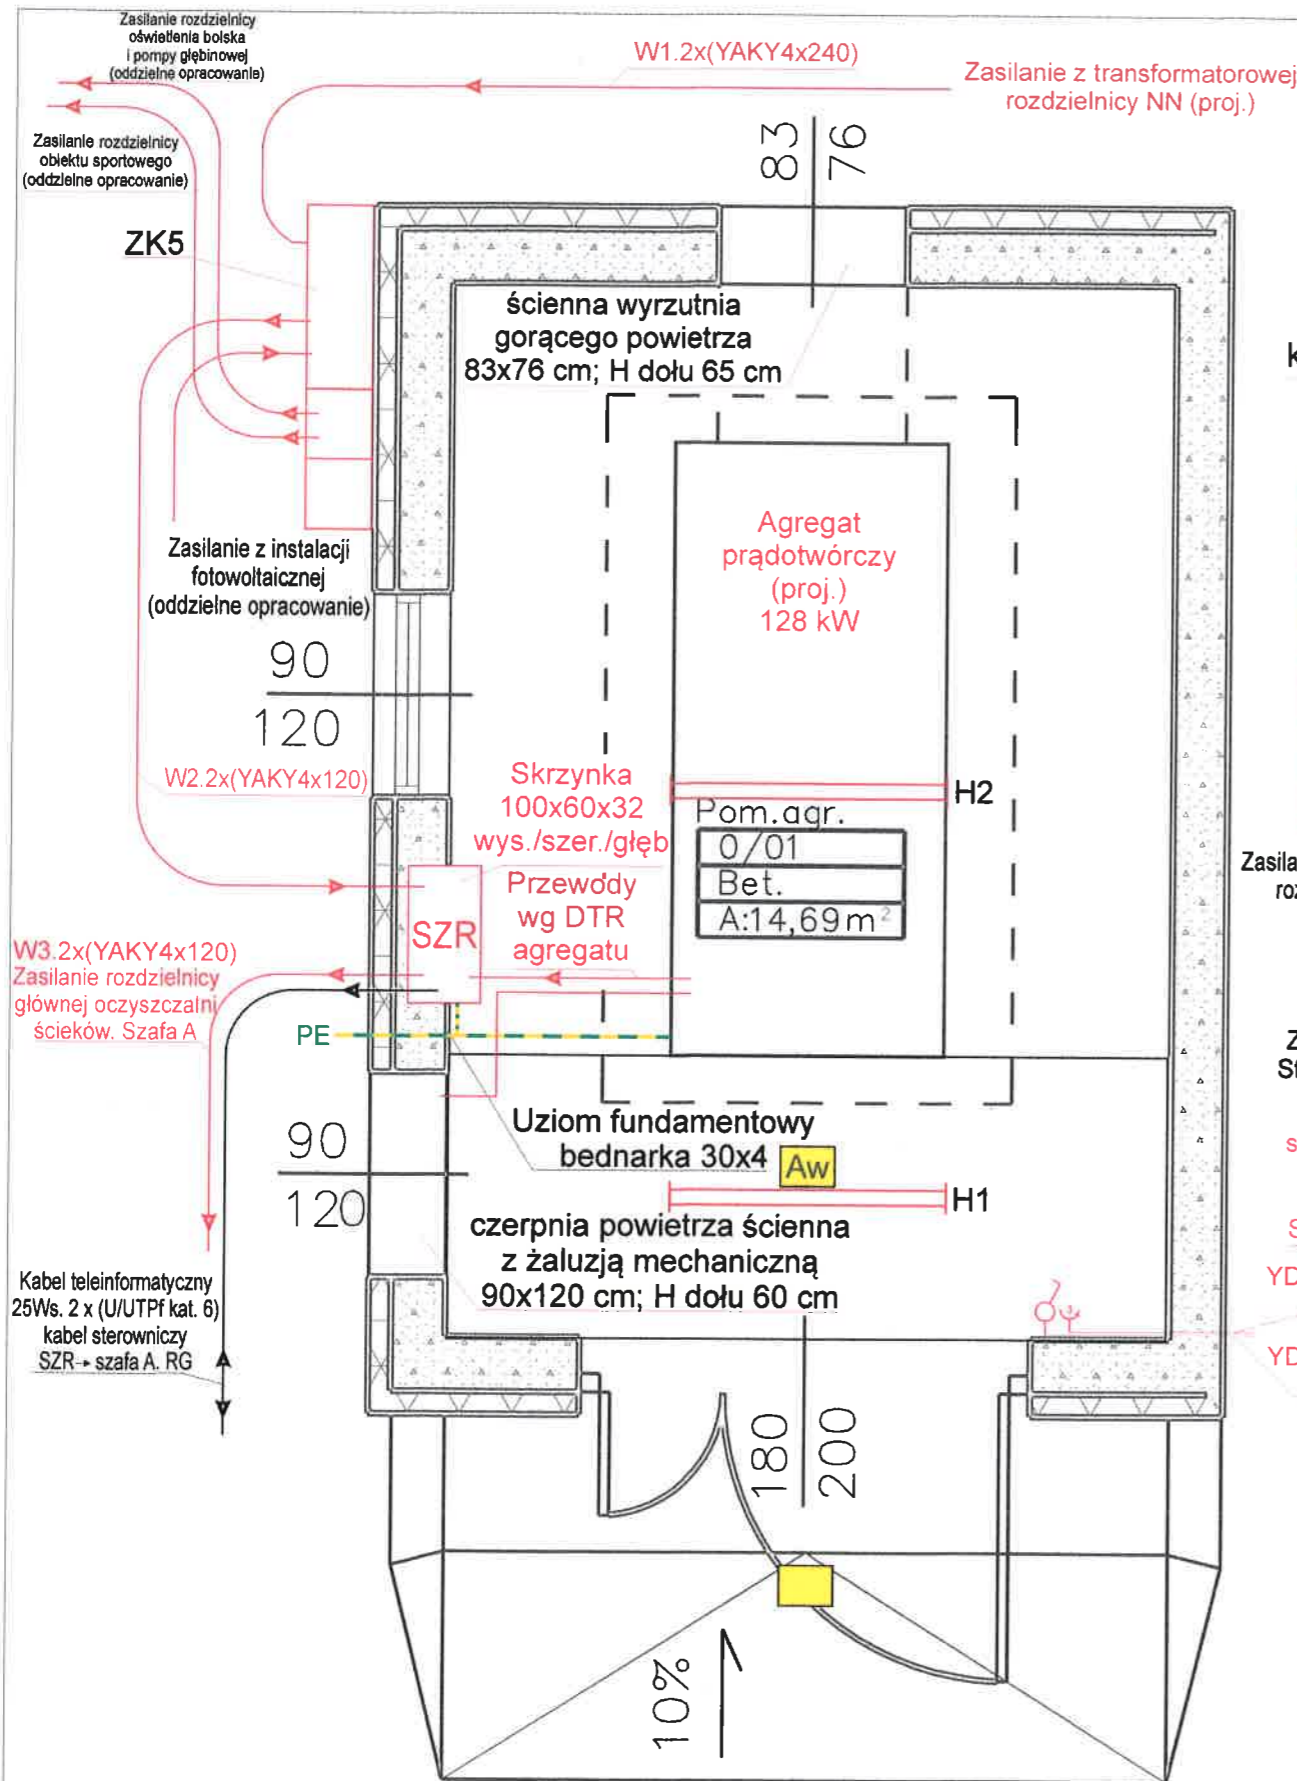 Zasilanie rozdzielnicy
oświetlenia boiska
i pompy głębinowej
(oddzielne opracowanie)
W1.2x(YAKY4x240)
Zasilanie z transformatorowej
rozdzielnicy NN (proj.)
83
76
Zasilanie rozdzielnicy
obiektu sportowego
(oddzielne opracowanie)
ZK5
ścienna wyrzutnia
gorącego powietrza
83x76 cm; H dołu 65 cm
Agregat
prądotwórczy
(proj.)
128 kW
Zasilanie z instalacji
fotowoltaicznej
(oddzielne opracowanie)
90
120
W2.2x(YAKY4x120)
Skrzynka
100x60x32
wys./szer./głęb
H2
Pom.agr.
0/01
Bet.
A:14,69m²
Przewody
wg DTR
agregatu
SZR
W3.2x(YAKY4x120)
Zasilanie rozdzielnicy
głównej oczyszczalni
ścieków. Szafa A
PE
Uziom fundamentowy
bednarka 30x4
Aw
H1
90
120
czerpnia powietrza ścienna
z żaluzją mechaniczną
90x120 cm; H dołu 60 cm
Kabel teleinformatyczny
25Ws. 2 x (U/UTPf kat. 6)
kabel sterowniczy
SZR→ szafa A. RG
YD
YD
180
200
10%